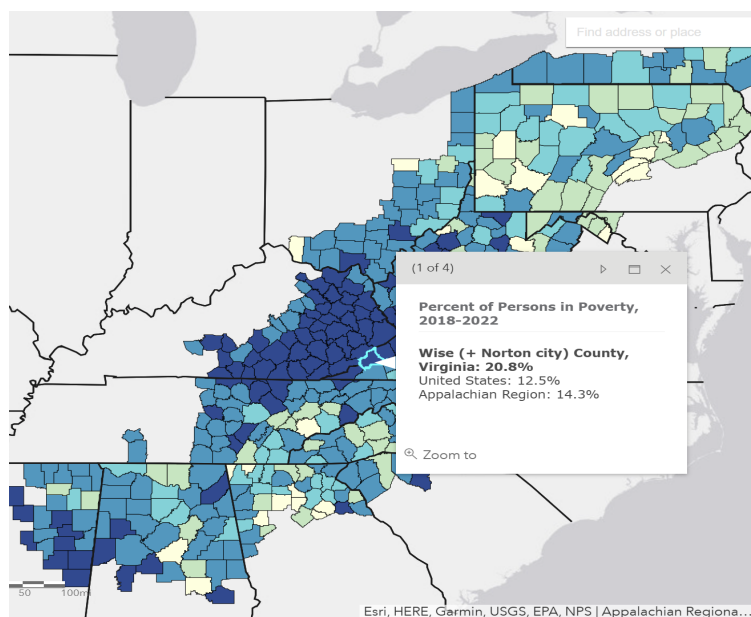 Find address or place
(1 of 4)
Percent of Persons in Poverty,
2018-2022
Wise (+ Norton city) County,
Virginia: 20.8%
United States: 12.5%
Appalachian Region: 14.3%
Zoom to
50 100mi
Esri, HERE, Garmin, USGS, EPA, NPS | Appalachian Regiona...